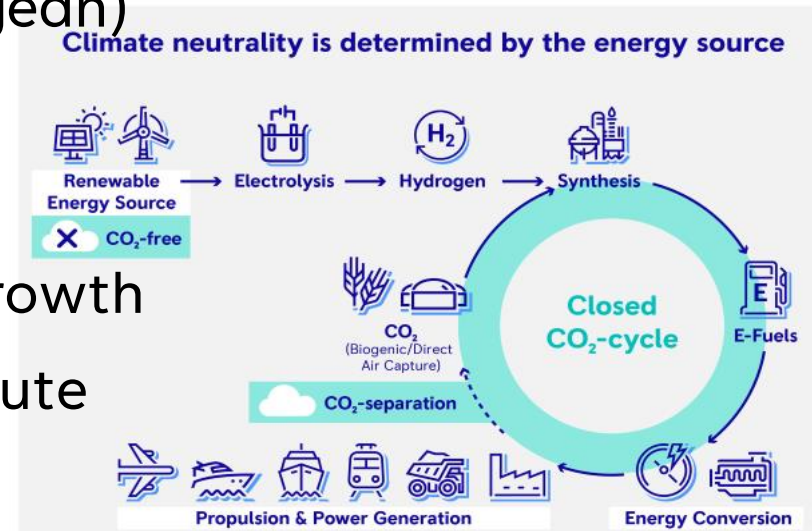 Climate neutrality is determined by the energy source
H₂
Renewable
Energy Source
Electrolysis
Hydrogen
Synthesis
CO₂-free
rowth
CO₂
(Biogenic/Direct
Air Capture)
Closed
CO₂-cycle
E
E-Fuels
ute
CO₂-separation
Propulsion & Power Generation
Energy Conversion